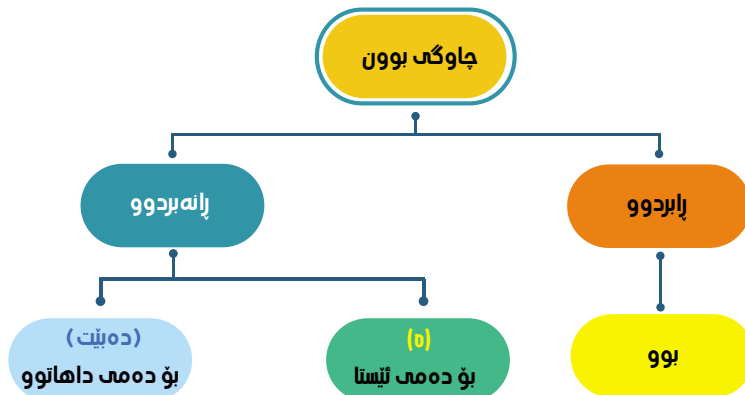 چاوگی بوون
ڕابردوو
ڕانەبردوو
بوو
(ە)
بۆ دەمی ئێستا
(دەبێت)
بۆ دەمی داهاتوو